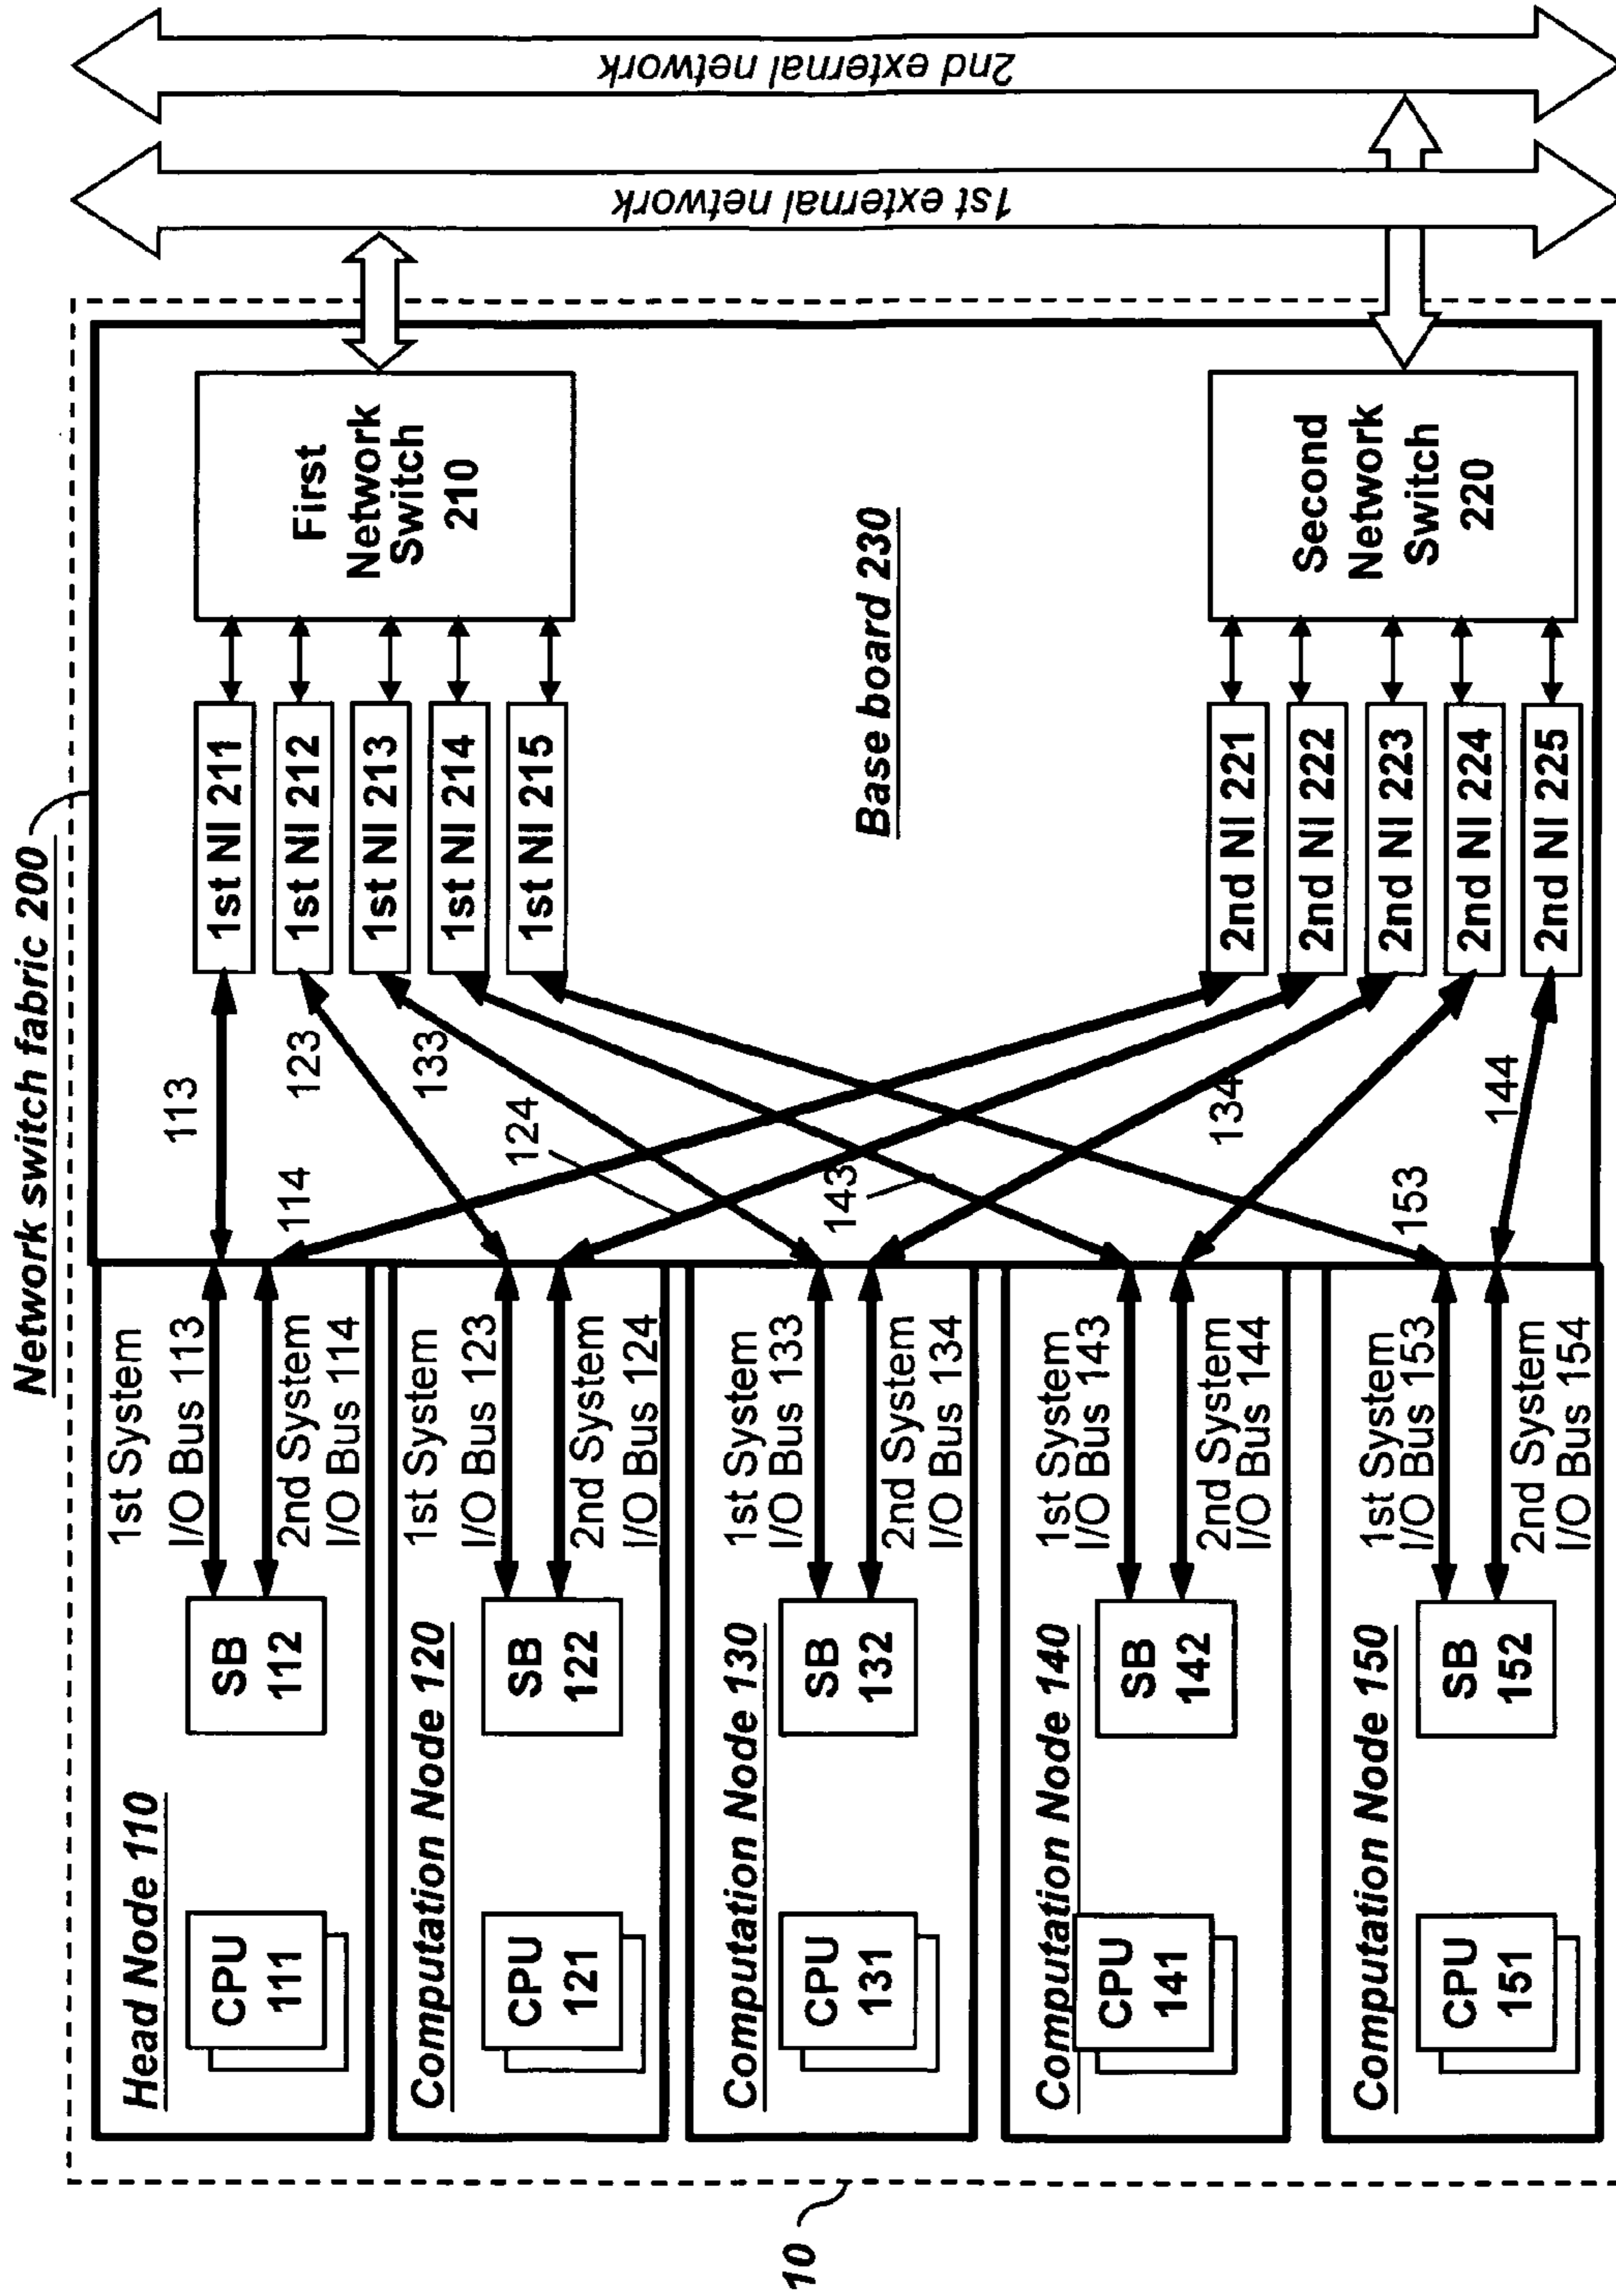 Network switch fabric 200
10
Head Node 110
CPU
111
SB
112
1st System
I/O Bus 113
2nd System
I/O Bus 114
Computation Node 120
CPU
121
SB
122
1st System
I/O Bus 123
2nd System
I/O Bus 124
Computation Node 130
CPU
131
SB
132
1st System
I/O Bus 133
2nd System
I/O Bus 134
Computation Node 140
CPU
141
SB
142
1st System
I/O Bus 143
2nd System
I/O Bus 144
Computation Node 150
CPU
151
SB
152
1st System
I/O Bus 153
2nd System
I/O Bus 154
113
114
123
133
124
143
134
153
144
1st NI 211
1st NI 212
1st NI 213
1st NI 214
1st NI 215
2nd NI 221
2nd NI 222
2nd NI 223
2nd NI 224
2nd NI 225
Base board 230
First
Network
Switch
210
Second
Network
Switch
220
1st external network
2nd external network